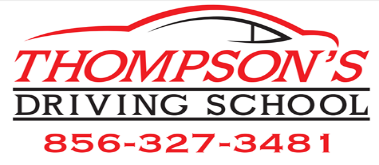 THOMPSON'S
DRIVING SCHOOL
856-327-3481